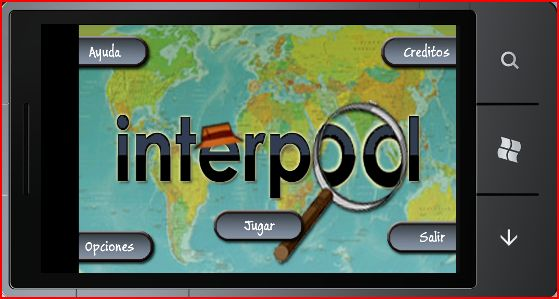 Ayuda
Creditos
interpool
Jugar
Opciones
Salir